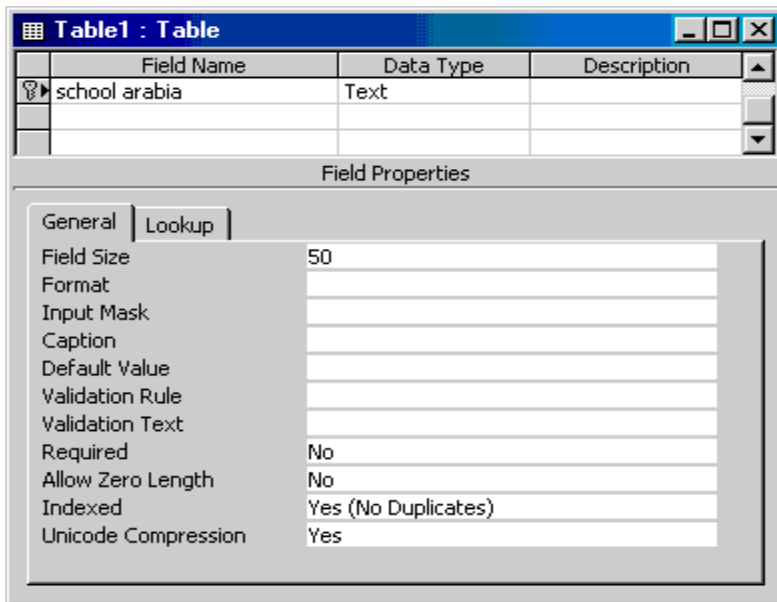 Table1 : Table
Field Name Data Type Description
school arabia Text
Field Properties
General Lookup
Field Size 50
Format
Input Mask
Caption
Default Value
Validation Rule
Validation Text
Required No
Allow Zero Length No
Indexed Yes (No Duplicates)
Unicode Compression Yes